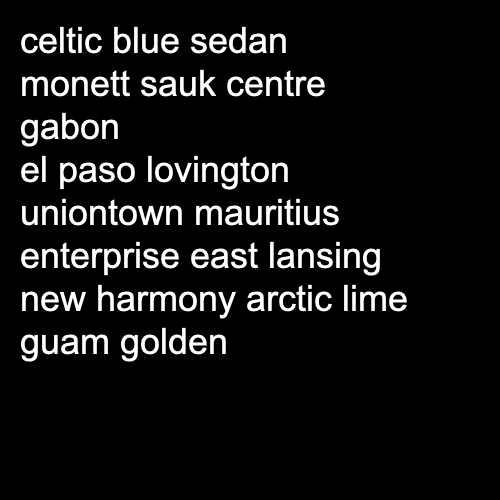 celtic blue sedan
monett sauk centre
gabon
el paso lovington
uniontown mauritius
enterprise east lansing
new harmony arctic lime
guam golden